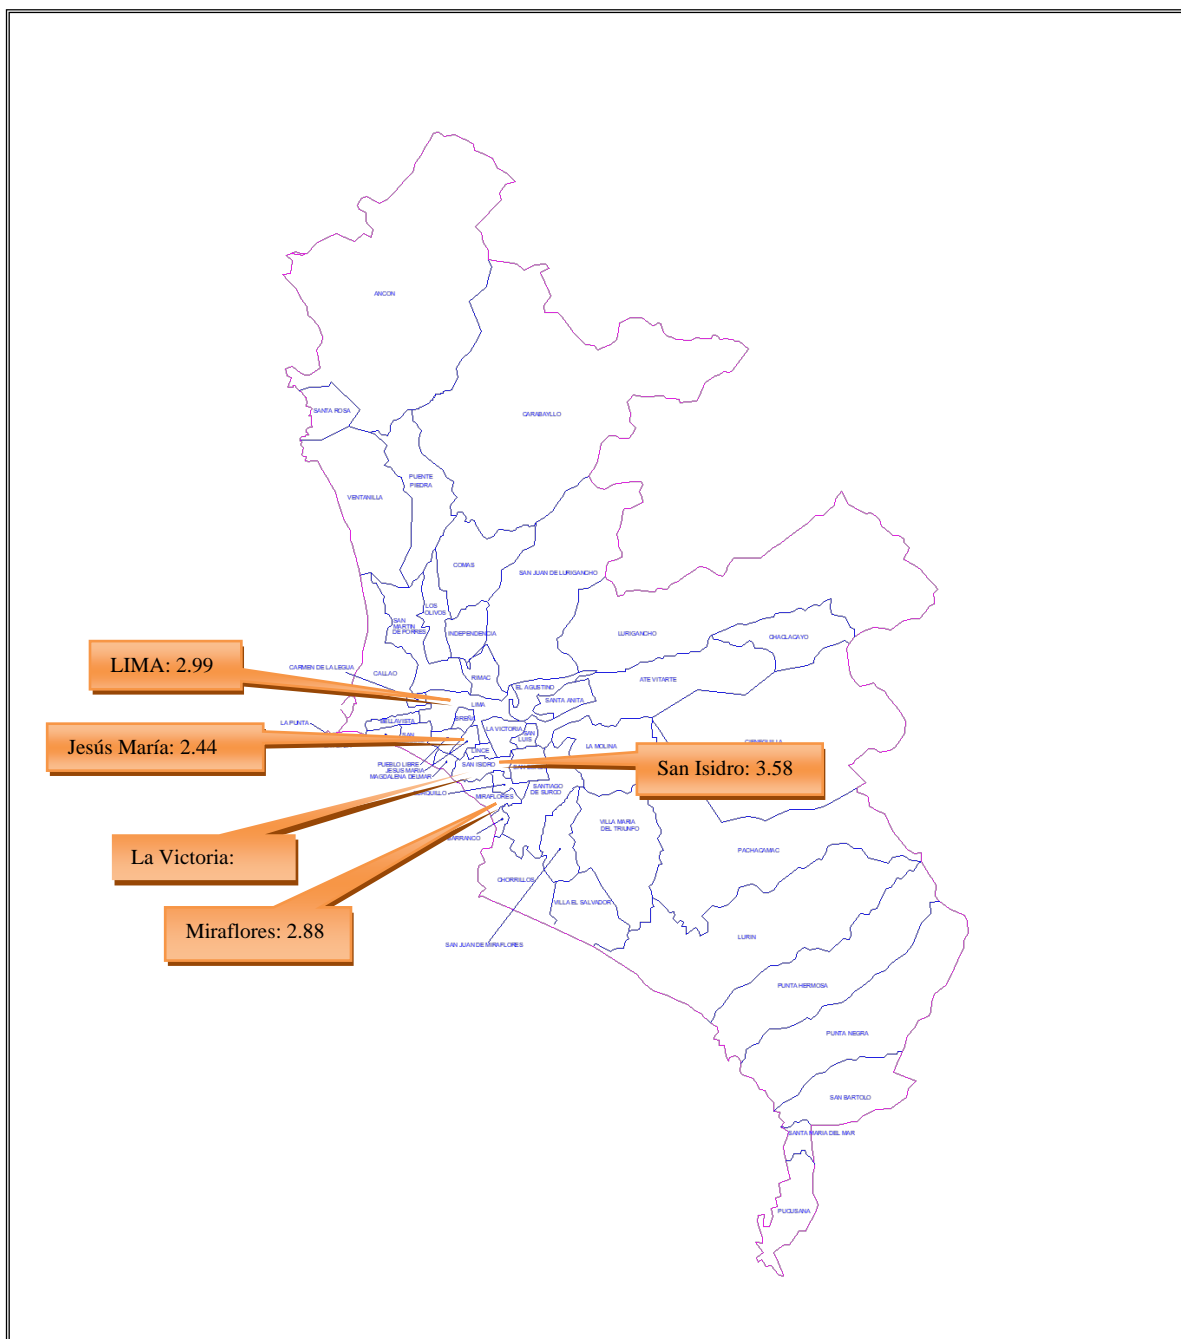 ANCON
SANTA ROSA
CARABAYLLO
PUENTE
PIEDRA
VENTANILLA
COMAS
SAN JUAN DE LURIGANCHO
LOS
OLIVOS
SAN
MARTIN
DE PORRES
INDEPENDENCIA
LURIGANCHO
CHACLACAYO
LIMA: 2.99
CARMEN DE LA LEGUA
CALLAO
RIMAC
ATE VITARTE
EL AGUSTINO
SANTA ANITA
LIMA
LA PUNTA
BELLAVISTA
BREÑA
LA VICTORIA
SAN
LUIS
SAN
Jesús María: 2.44
LINCE
LA MOLINA
PUEBLO LIBRE
JESUS MARIA
MAGDALENA DEL MAR
SAN ISIDRO
San Isidro: 3.58
SANTIAGO
DE SURCO
MIRAFLORES
VILLA MARIA
DEL TRIUNFO
BARRANCO
La Victoria:
PACHACAMAC
CHORRILLOS
VILLA EL SALVADOR
Miraflores: 2.88
SAN JUAN DE MIRAFLORES
LURIN
PUNTA HERMOSA
PUNTA NEGRA
SAN BARTOLO
SANTA MARIA DEL MAR
PUCUSANA